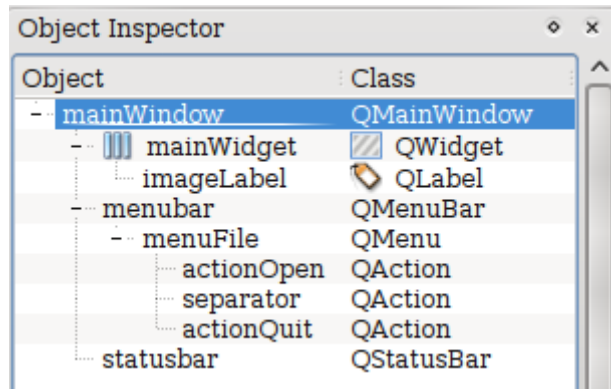 Object Inspector
Object Class
mainWindow QMainWindow
mainWidget QWidget
imageLabel QLabel
menubar QMenuBar
menuFile QMenu
actionOpen QAction
separator QAction
actionQuit QAction
statusbar QStatusBar